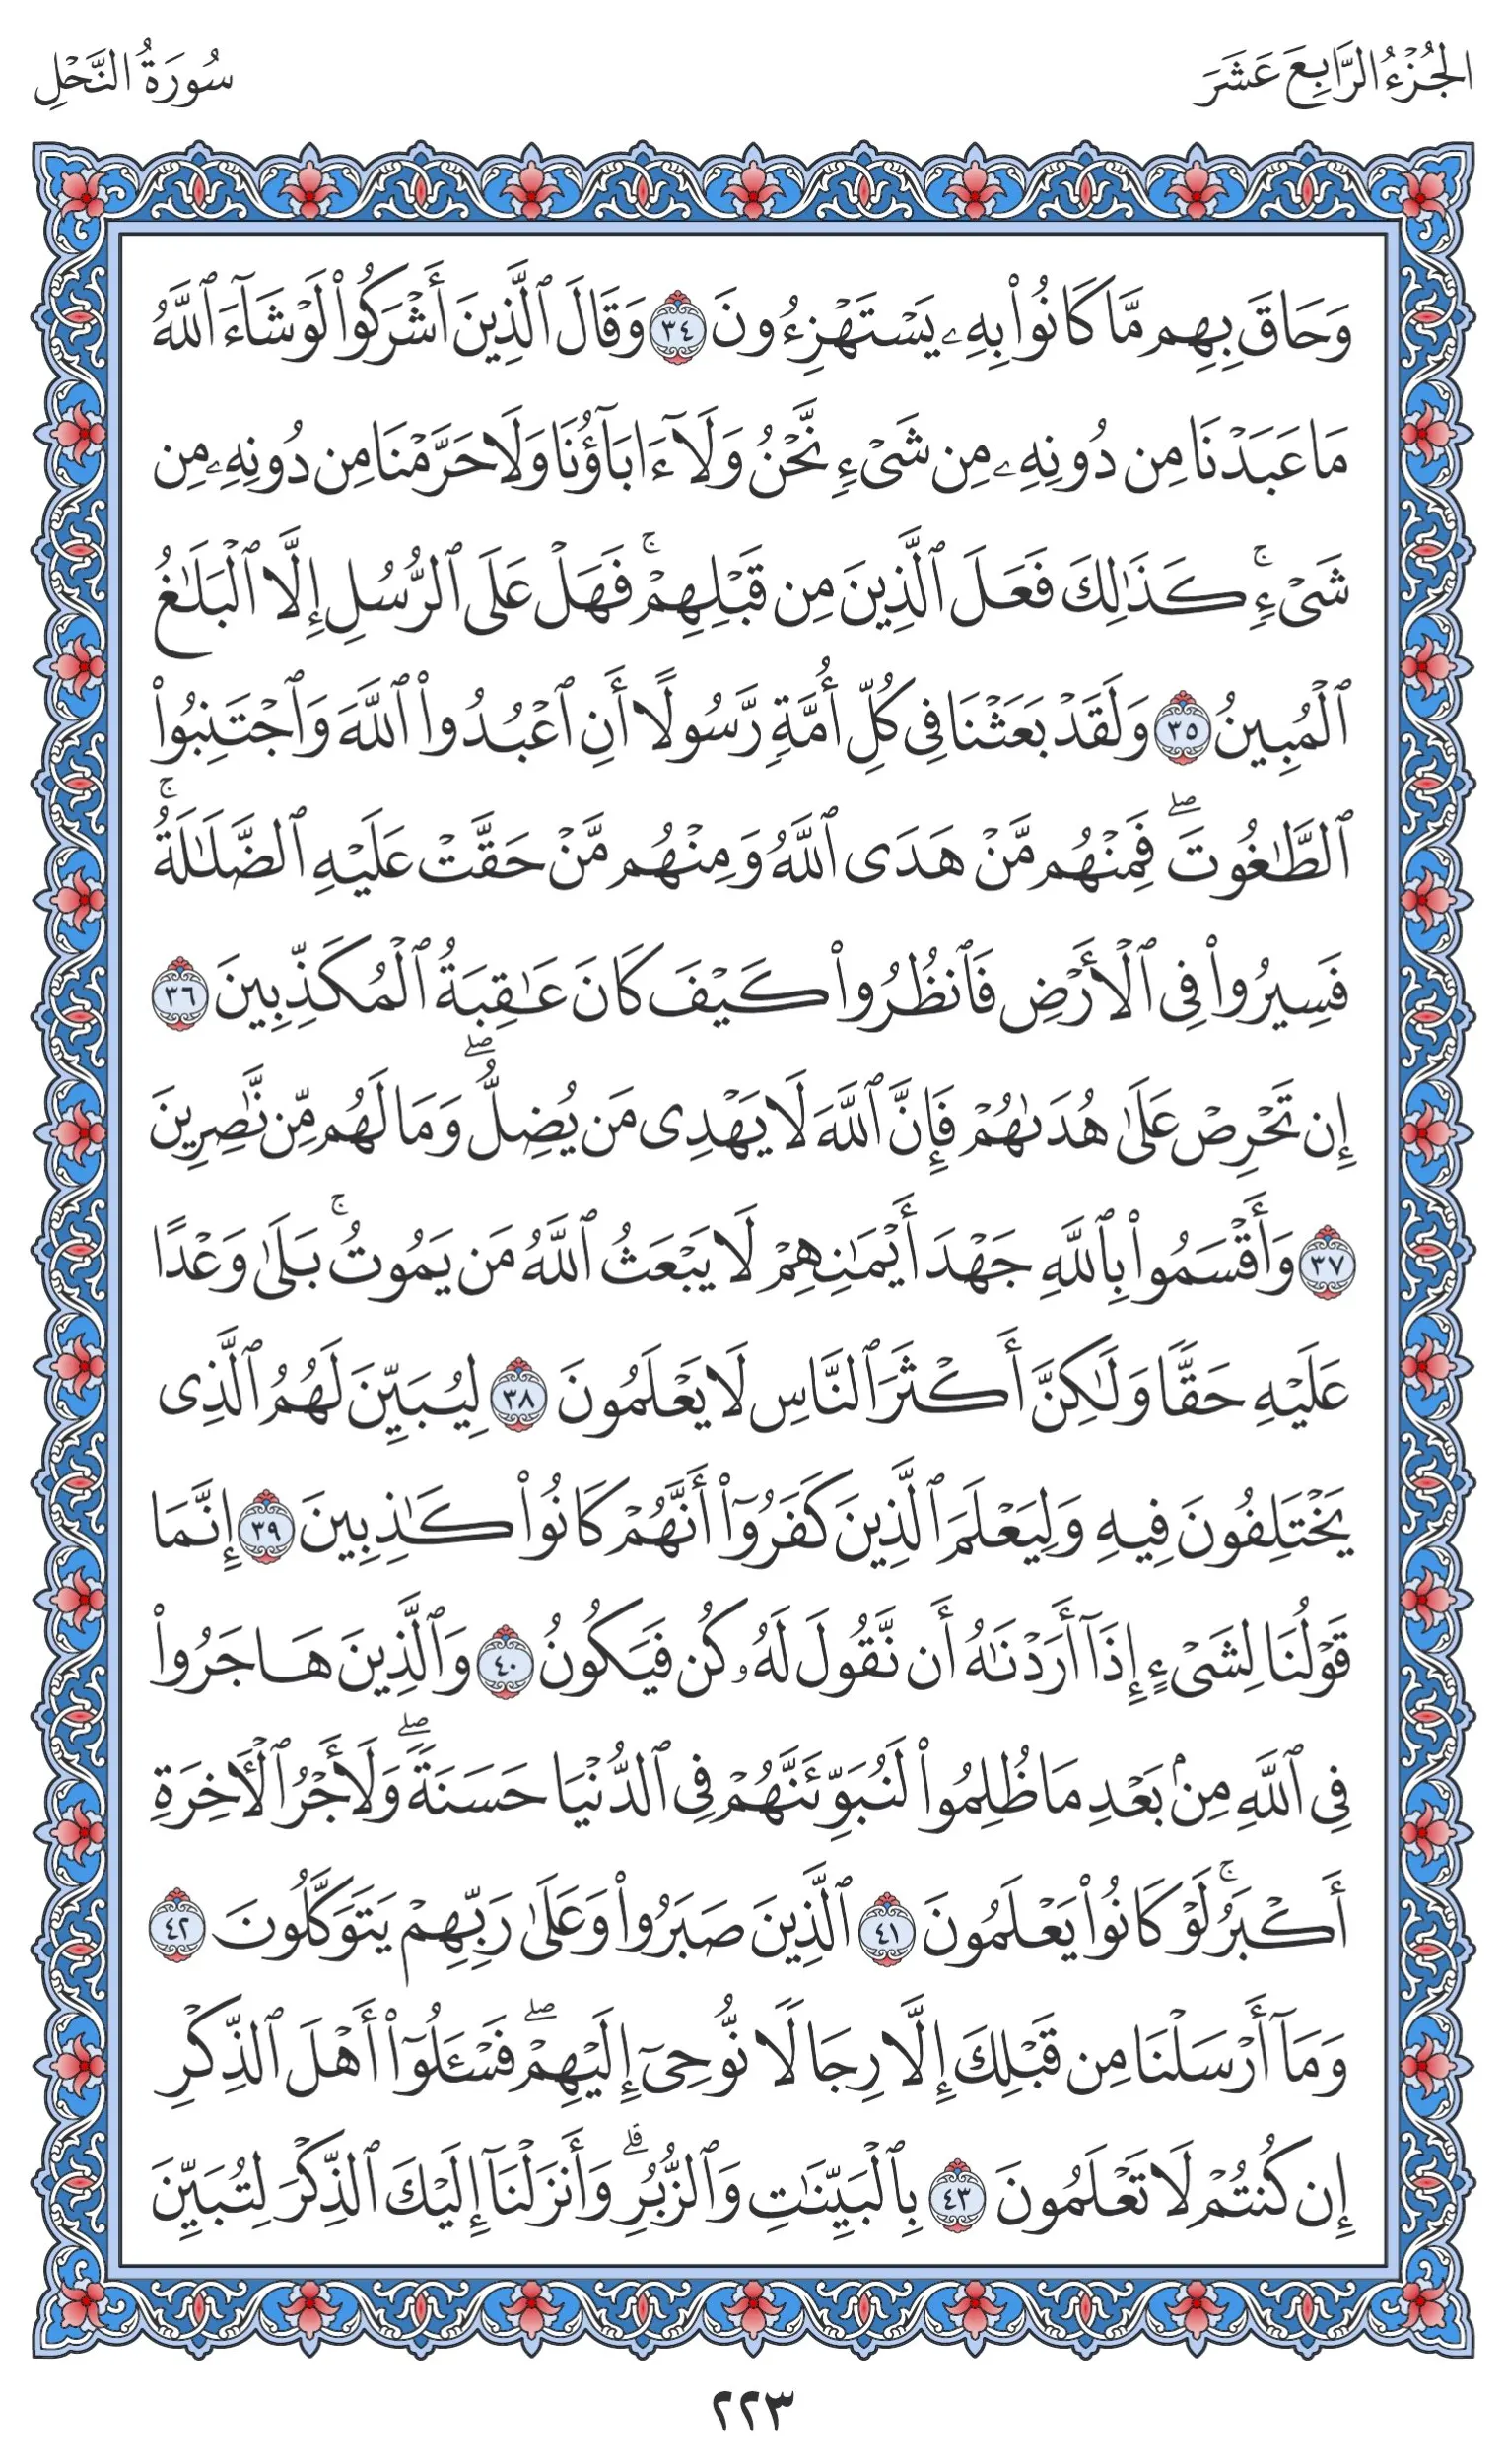 الجُزْءُ الرَّابِعَ عَشَرَ
سُورَةُ النَّحْلِ
وَحَاقَ بِهِم مَّا كَانُوا۟ بِهِۦ يَسْتَهْزِءُونَ ٣٤ وَقَالَ ٱلَّذِينَ أَشْرَكُوا۟ لَوْ شَآءَ ٱللَّهُ
مَا عَبَدْنَا مِن دُونِهِۦ مِن شَىْءٍ نَّحْنُ وَلَآ ءَابَآؤُنَا وَلَا حَرَّمْنَا مِن دُونِهِۦ مِن
شَىْءٍ ۚ كَذَٰلِكَ فَعَلَ ٱلَّذِينَ مِن قَبْلِهِمْ ۚ فَهَلْ عَلَى ٱلرُّسُلِ إِلَّا ٱلْبَلَـٰغُ
ٱلْمُبِينُ ٣٥ وَلَقَدْ بَعَثْنَا فِى كُلِّ أُمَّةٍ رَّسُولًا أَنِ ٱعْبُدُوا۟ ٱللَّهَ وَٱجْتَنِبُوا۟
ٱلطَّـٰغُوتَ ۖ فَمِنْهُم مَّنْ هَدَى ٱللَّهُ وَمِنْهُم مَّنْ حَقَّتْ عَلَيْهِ ٱلضَّلَـٰلَةُ ۚ
فَسِيرُوا۟ فِى ٱلْأَرْضِ فَٱنظُرُوا۟ كَيْفَ كَانَ عَـٰقِبَةُ ٱلْمُكَذِّبِينَ ٣٦
إِن تَحْرِصْ عَلَىٰ هُدَىٰهُمْ فَإِنَّ ٱللَّهَ لَا يَهْدِى مَن يُضِلُّ ۖ وَمَا لَهُم مِّن نَّـٰصِرِينَ
٣٧ وَأَقْسَمُوا۟ بِٱللَّهِ جَهْدَ أَيْمَـٰنِهِمْ لَا يَبْعَثُ ٱللَّهُ مَن يَمُوتُ ۚ بَلَىٰ وَعْدًا
عَلَيْهِ حَقًّا وَلَـٰكِنَّ أَكْثَرَ ٱلنَّاسِ لَا يَعْلَمُونَ ٣٨ لِيُبَيِّنَ لَهُمُ ٱلَّذِى
يَخْتَلِفُونَ فِيهِ وَلِيَعْلَمَ ٱلَّذِينَ كَفَرُوٓا۟ أَنَّهُمْ كَانُوا۟ كَـٰذِبِينَ ٣٩ إِنَّمَا
قَوْلُنَا لِشَىْءٍ إِذَآ أَرَدْنَـٰهُ أَن نَّقُولَ لَهُۥ كُن فَيَكُونُ ٤٠ وَٱلَّذِينَ هَاجَرُوا۟
فِى ٱللَّهِ مِنۢ بَعْدِ مَا ظُلِمُوا۟ لَنُبَوِّئَنَّهُمْ فِى ٱلدُّنْيَا حَسَنَةً ۖ وَلَأَجْرُ ٱلْـَٔاخِرَةِ
أَكْبَرُ ۚ لَوْ كَانُوا۟ يَعْلَمُونَ ٤١ ٱلَّذِينَ صَبَرُوا۟ وَعَلَىٰ رَبِّهِمْ يَتَوَكَّلُونَ ٤٢
وَمَآ أَرْسَلْنَا مِن قَبْلِكَ إِلَّا رِجَالًا نُّوحِىٓ إِلَيْهِمْ ۖ فَسْـَٔلُوٓا۟ أَهْلَ ٱلذِّكْرِ
إِن كُنتُمْ لَا تَعْلَمُونَ ٤٣ بِٱلْبَيِّنَـٰتِ وَٱلزُّبُرِ ۗ وَأَنزَلْنَآ إِلَيْكَ ٱلذِّكْرَ لِتُبَيِّنَ
٢٢٣